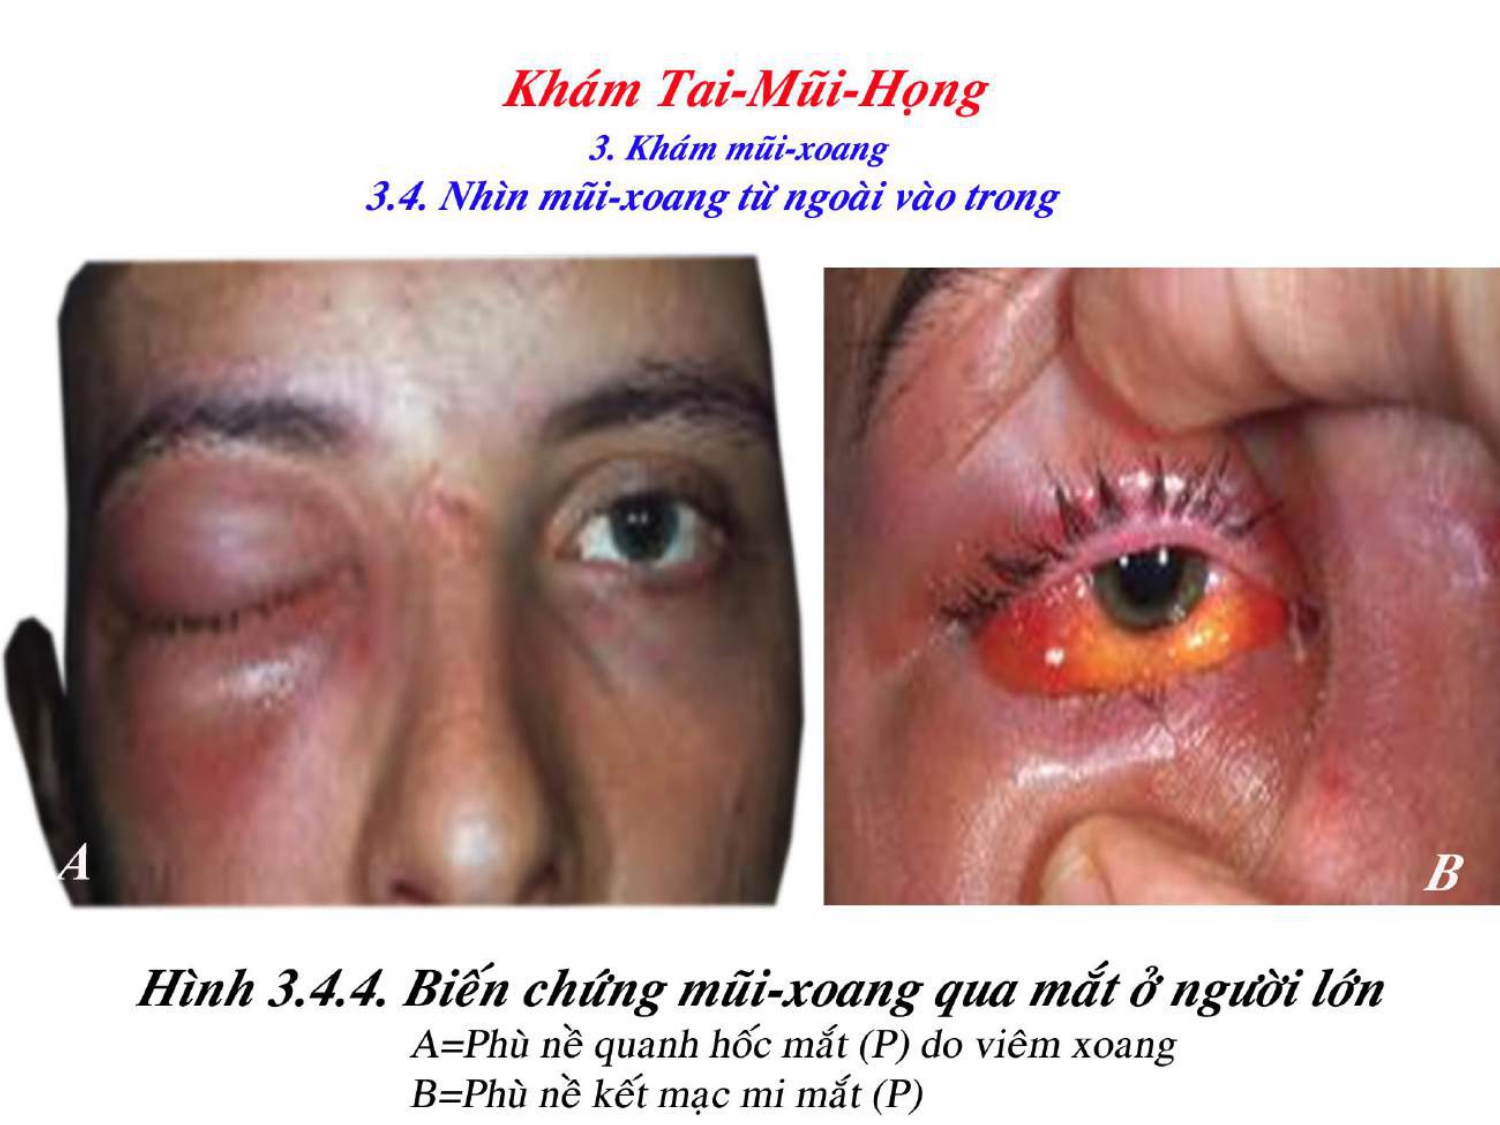 Khám Tai-Mũi-Họng
3. Khám mũi-xoang
3.4. Nhìn mũi-xoang từ ngoài vào trong
A
B
Hình 3.4.4. Biến chứng mũi-xoang qua mắt ở người lớn
A=Phù nề quanh hốc mắt (P) do viêm xoang
B=Phù nề kết mạc mi mắt (P)